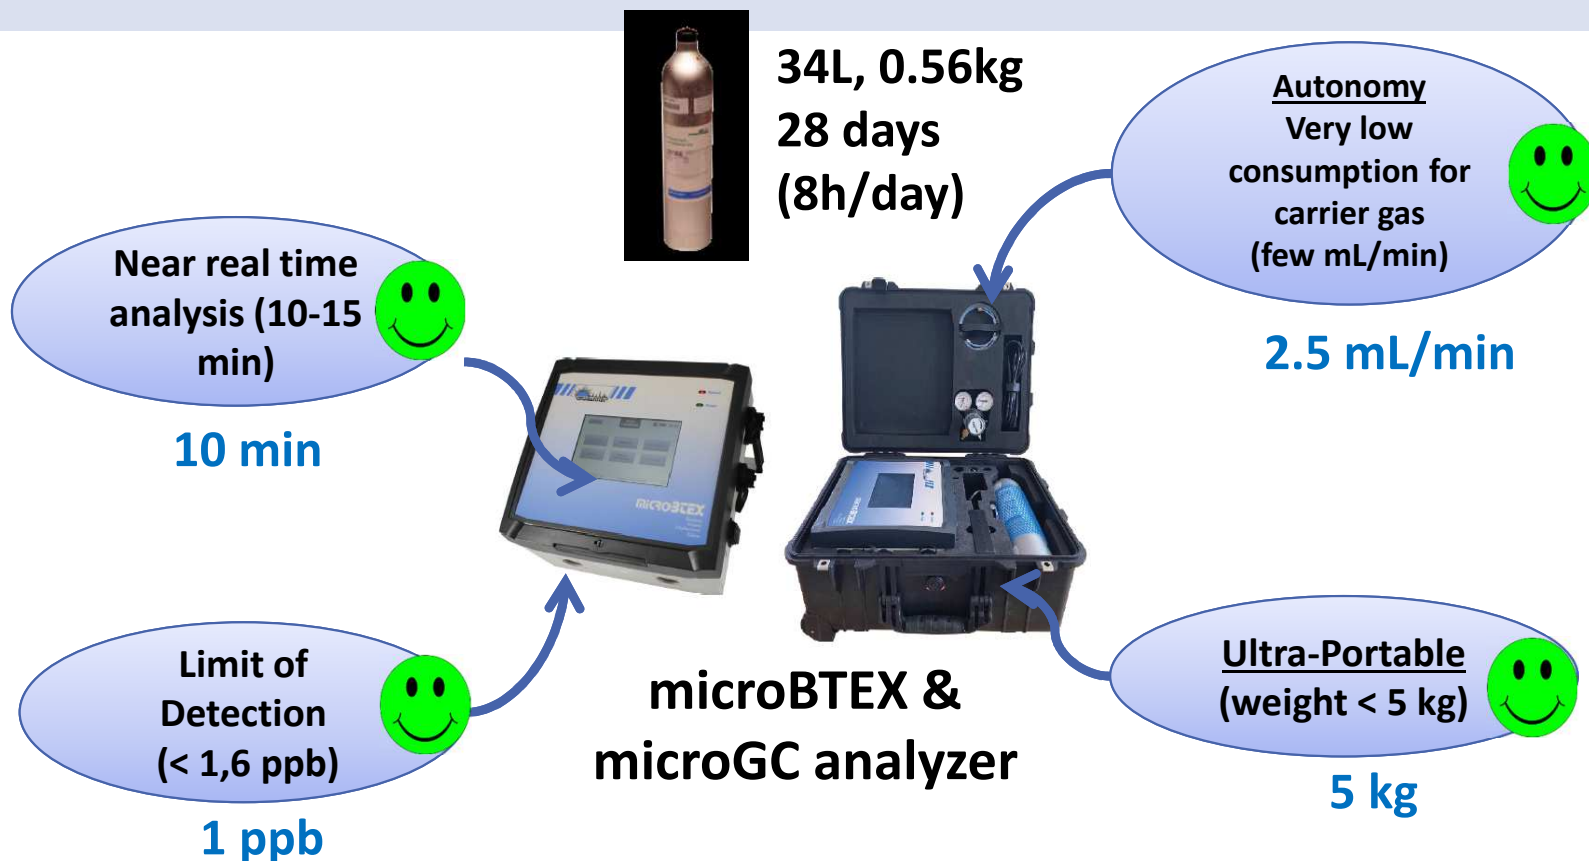 34L, 0.56kg
28 days
(8h/day)
Autonomy
Very low
consumption for
carrier gas
(few mL/min)
2.5 mL/min
Near real time
analysis (10-15
min)
10 min
microBTEX
Limit of
Detection
(< 1,6 ppb)
1 ppb
microBTEX &
microGC analyzer
Ultra-Portable
(weight < 5 kg)
5 kg